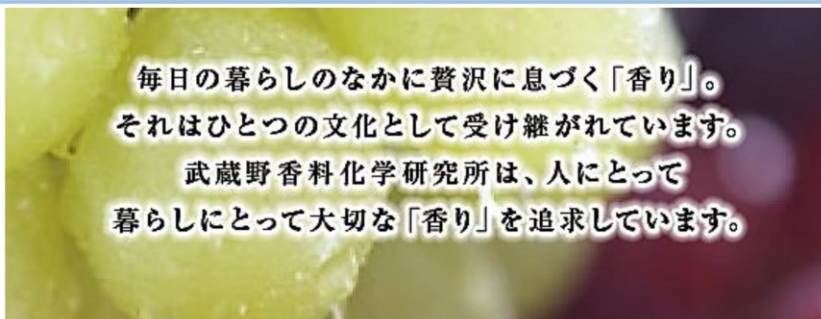 毎日の暮らしのなかに贅沢に息づく「香り」。
それはひとつの文化として受け継がれています。
武蔵野香料化学研究所は、人にとって
暮らしにとって大切な「香り」を追求しています。